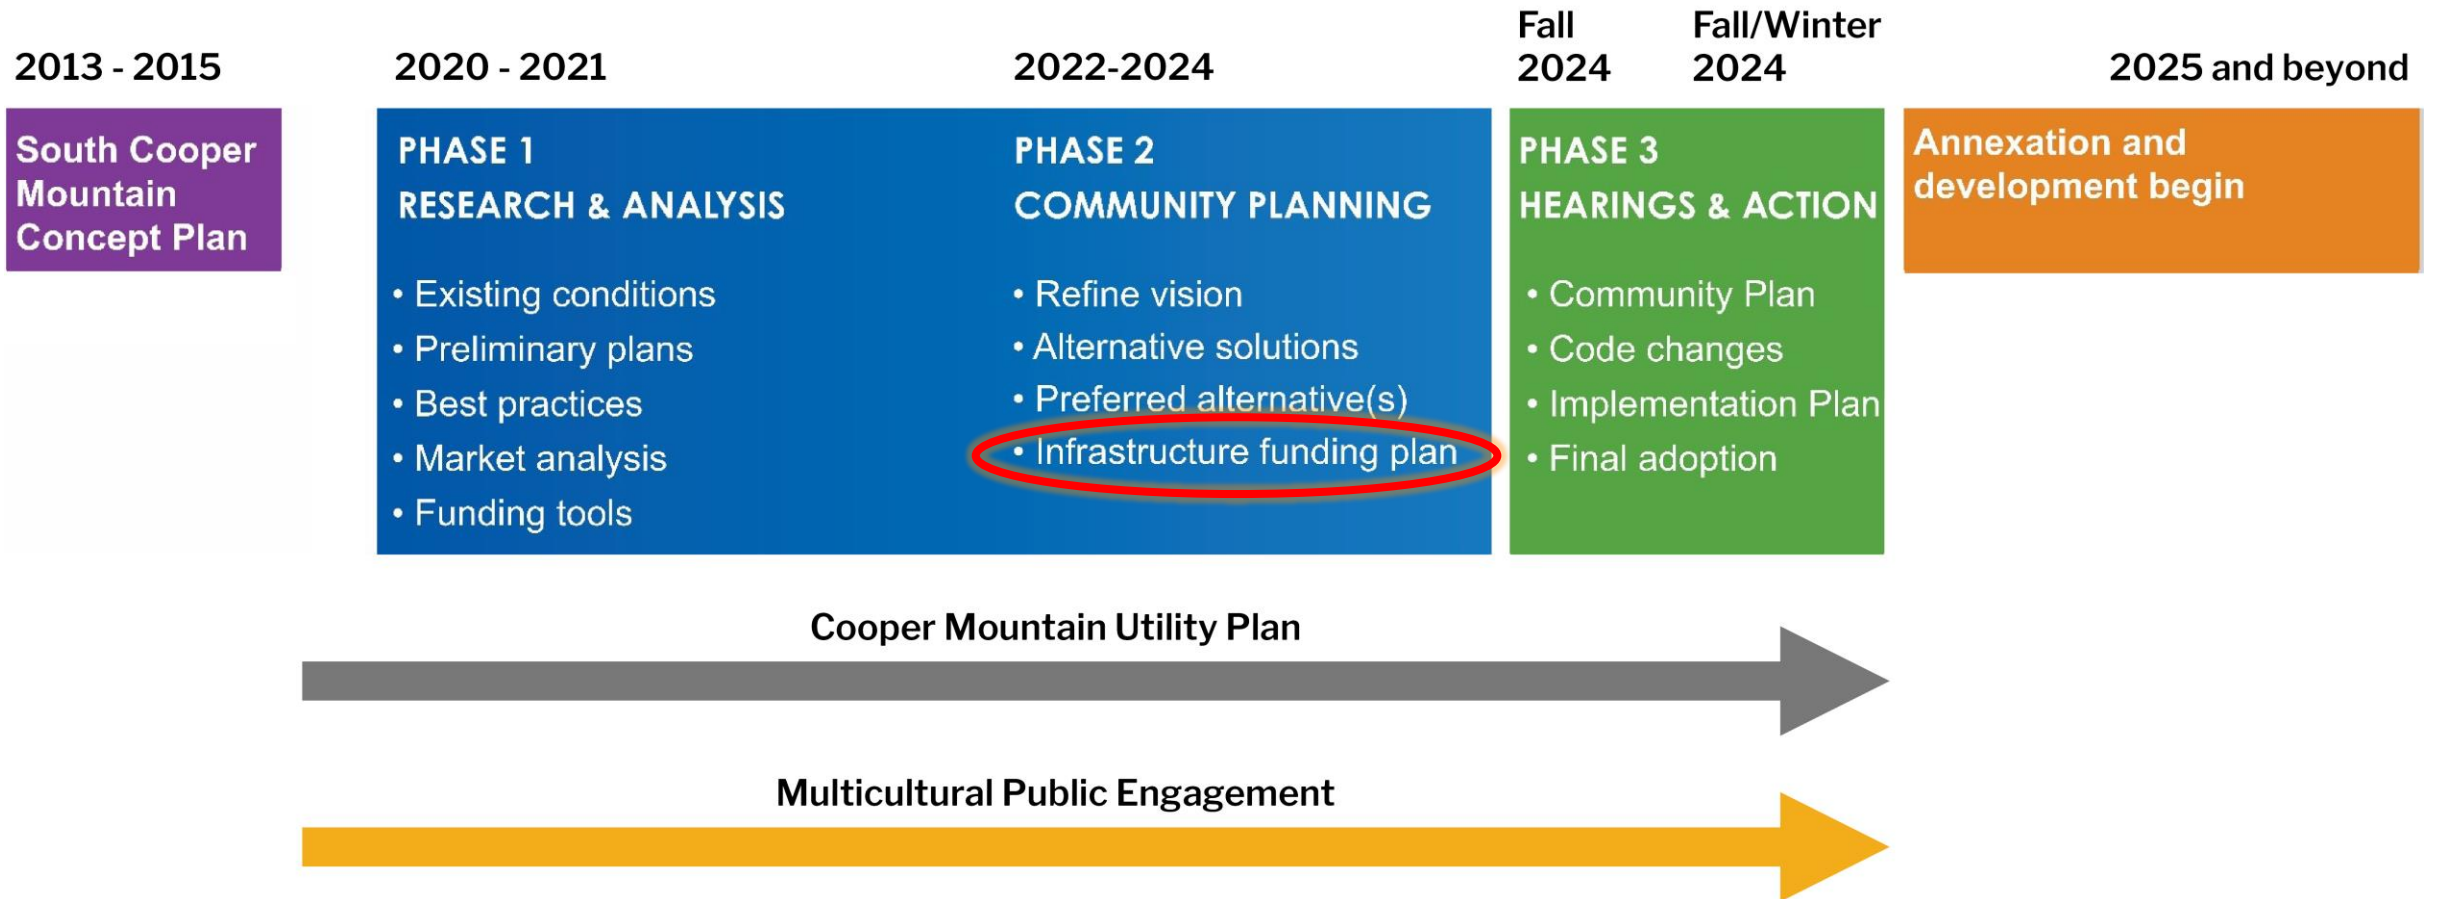 2013 - 2015
South Cooper
Mountain
Concept Plan
2020 - 2021
PHASE 1
RESEARCH & ANALYSIS
• Existing conditions
• Preliminary plans
• Best practices
• Market analysis
• Funding tools
2022-2024
PHASE 2
COMMUNITY PLANNING
• Refine vision
• Alternative solutions
• Preferred alternative(s)
• Infrastructure funding plan
Fall
2024
Fall/Winter
2024
PHASE 3
HEARINGS & ACTION
• Community Plan
• Code changes
• Implementation Plan
• Final adoption
2025 and beyond
Annexation and
development begin
Cooper Mountain Utility Plan
Multicultural Public Engagement